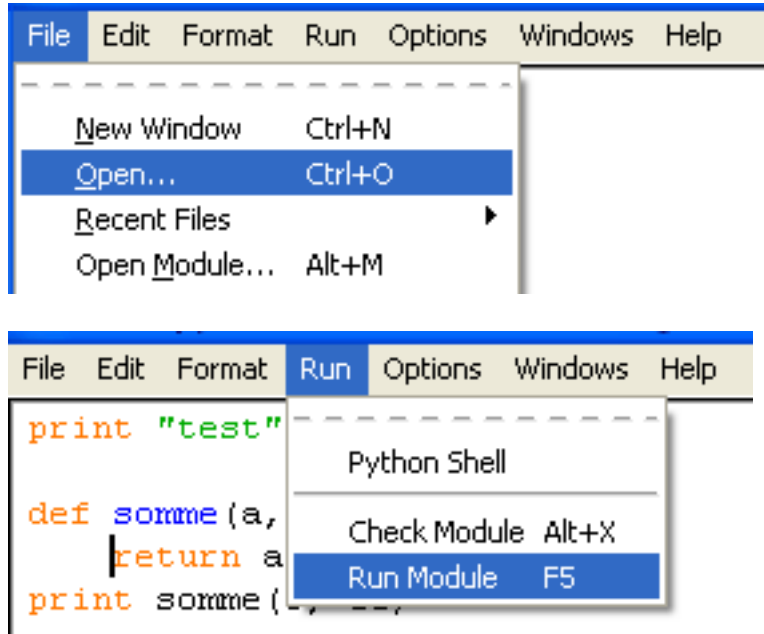 File Edit Format Run Options Windows Help
New Window Ctrl+N
Open... Ctrl+O
Recent Files
Open Module... Alt+M
File Edit Format Run Options Windows Help
print "test"
Python Shell
def somme(a,
Check Module Alt+X
return a
Run Module F5
print somme(